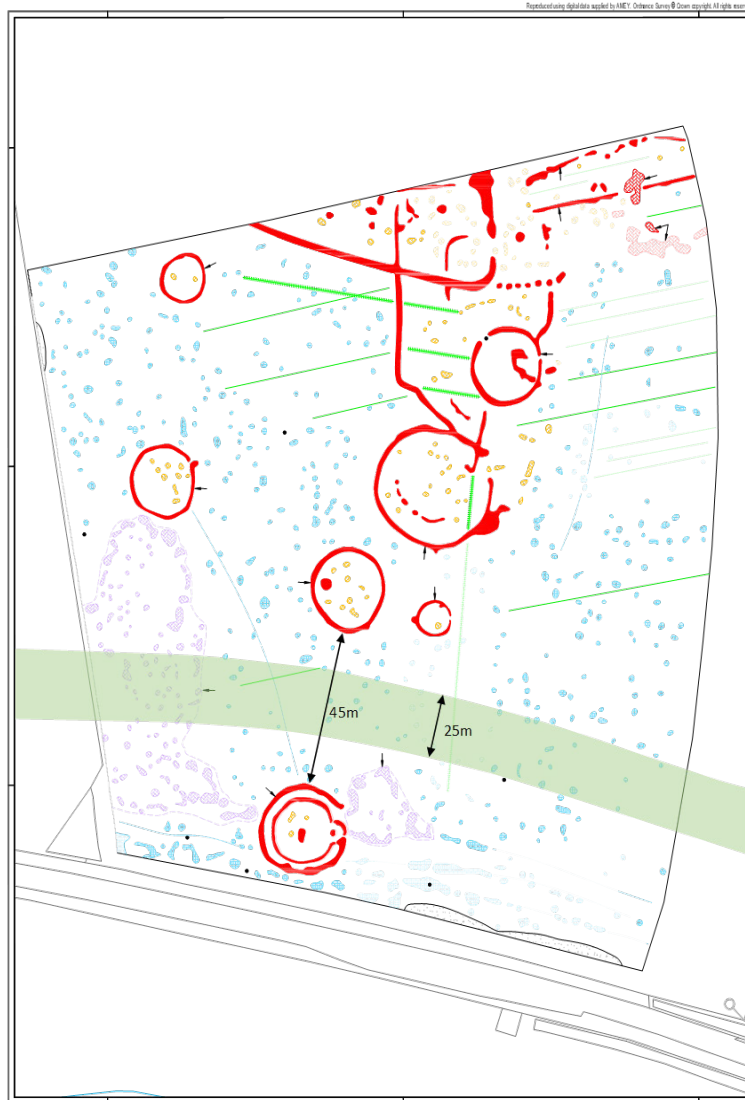 Reproduced using digital data supplied by AMEY. Ordnance Survey © Crown copyright. All rights reser
45m
25m